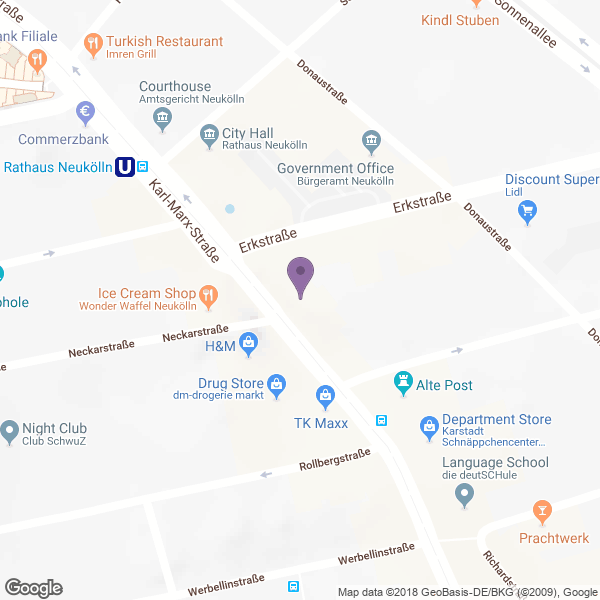 Kindl Stuben
Sonnenallee
nk Filiale
Turkish Restaurant
Imren Grill
Donaustraße
Courthouse
Amtsgericht Neukölln
€
Commerzbank
City Hall
Rathaus Neukölln
Rathaus Neukölln
U
Government Office
Bürgeramt Neukölln
Discount Super
Lidl
Karl-Marx-Straße
Erkstraße
Erkstraße
Donaustraße
phole
Ice Cream Shop
Wonder Waffel Neukölln
Neckarstraße
Neckarstraße
H&M
Drug Store
dm-drogerie markt
Alte Post
TK Maxx
Night Club
Club SchwuZ
Department Store
Karstadt
Schnäppchencenter...
Rollbergstraße
Language School
die deutSCHule
Prachtwerk
Werbellinstraße
Werbellinstraße
Google
Map data ©2018 GeoBasis-DE/BKG (©2009), Google